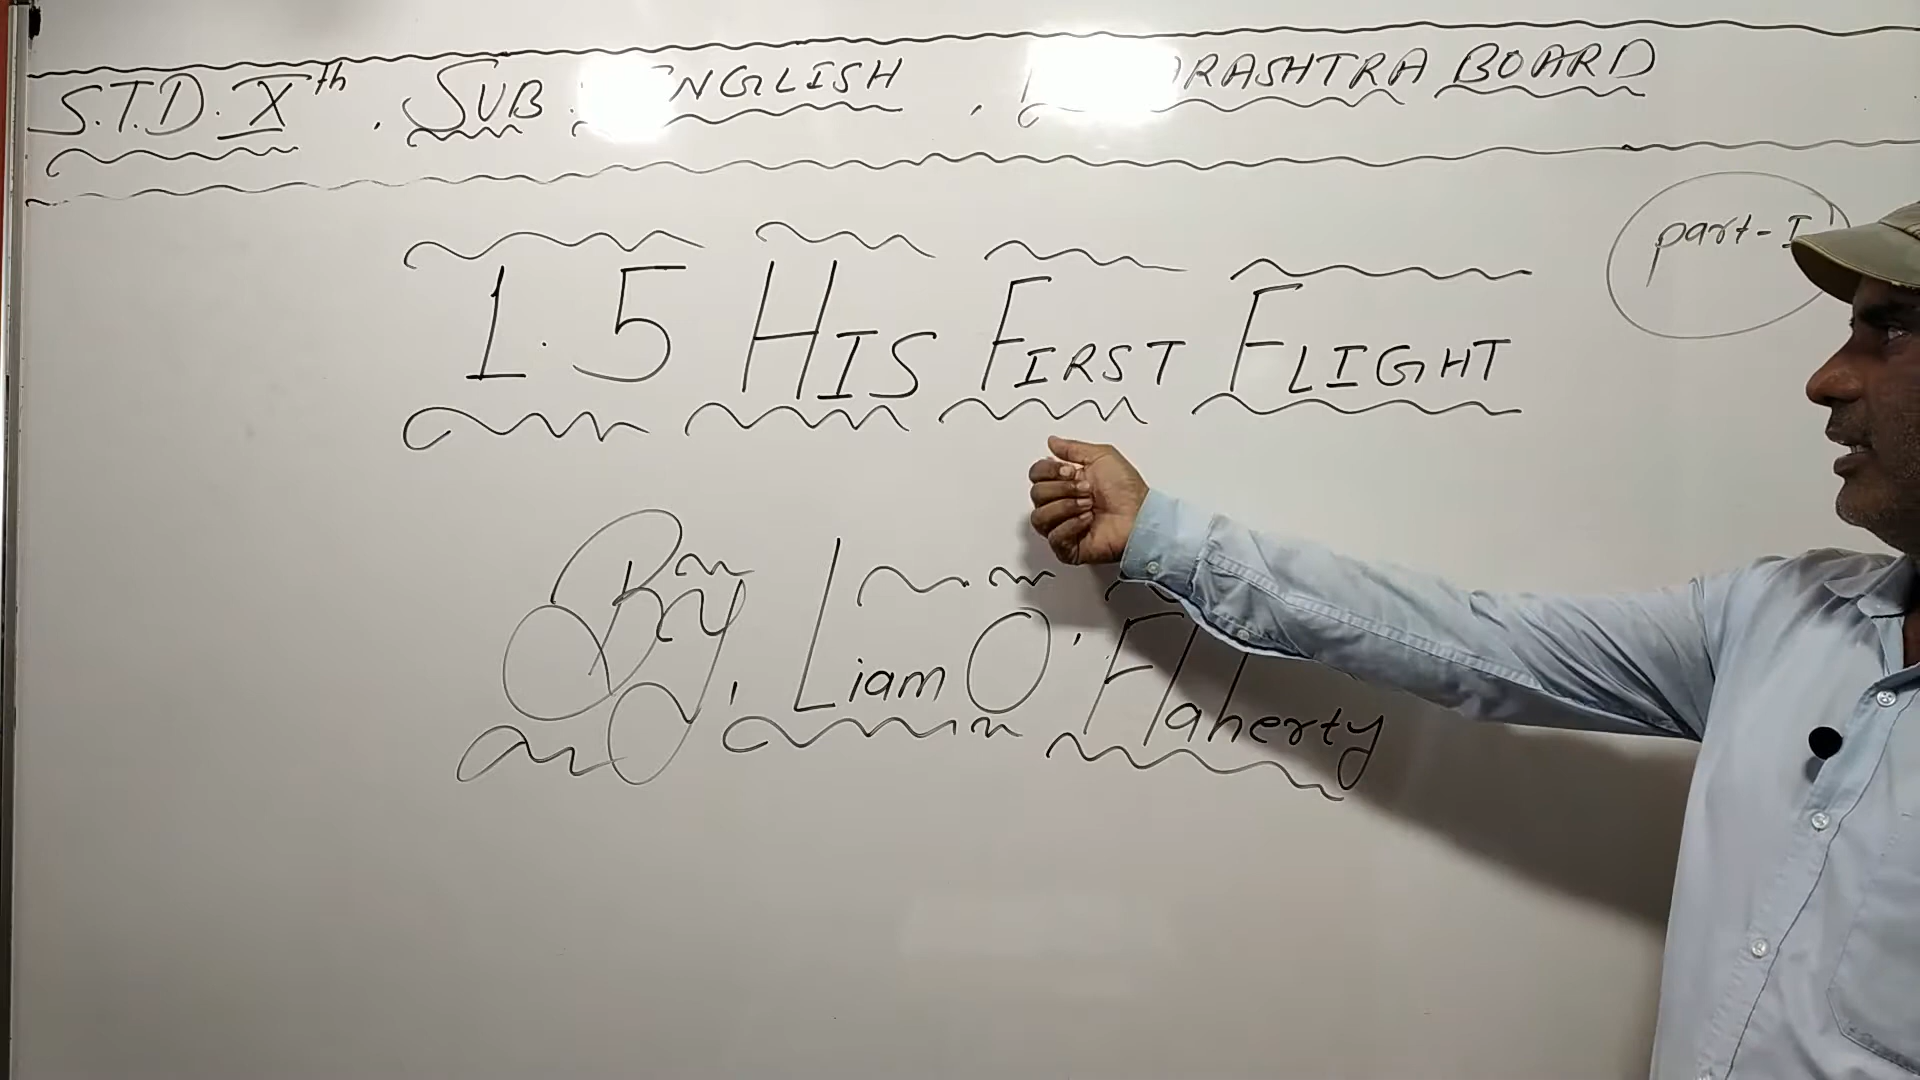 S.T.D. Xth . SUB : ENGLISH , MAHARASHTRA BOARD
part-I
1.5 HIS FIRST FLIGHT
By, Liam O'Flaherty